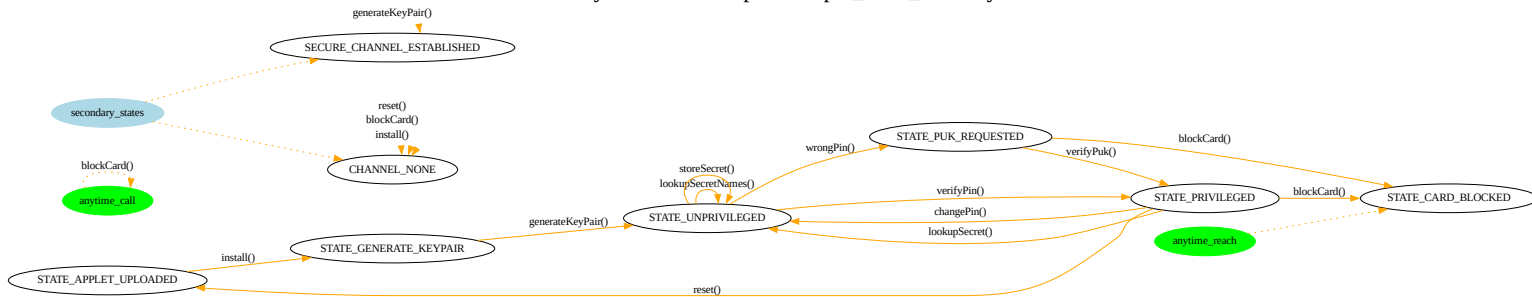 generateKeyPair()
SECURE_CHANNEL_ESTABLISHED
secondary_states
reset()
blockCard()
install()
CHANNEL_NONE
blockCard()
anytime_call
STATE_PUK_REQUESTED
blockCard()
wrongPin()
verifyPuk()
storeSecret()
lookupSecretNames()
STATE_UNPRIVILEGED
verifyPin()
changePin()
lookupSecret()
STATE_PRIVILEGED
blockCard()
STATE_CARD_BLOCKED
anytime_reach
generateKeyPair()
STATE_GENERATE_KEYPAIR
install()
STATE_APPLET_UPLOADED
reset()